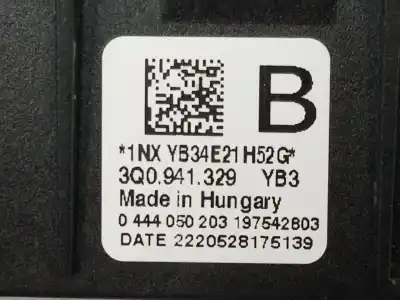 B
*1NX YB34E21H52G*
3Q0.941.329 YB3
Made in Hungary
0 444 050 203 197542803
DATE 2220528175139